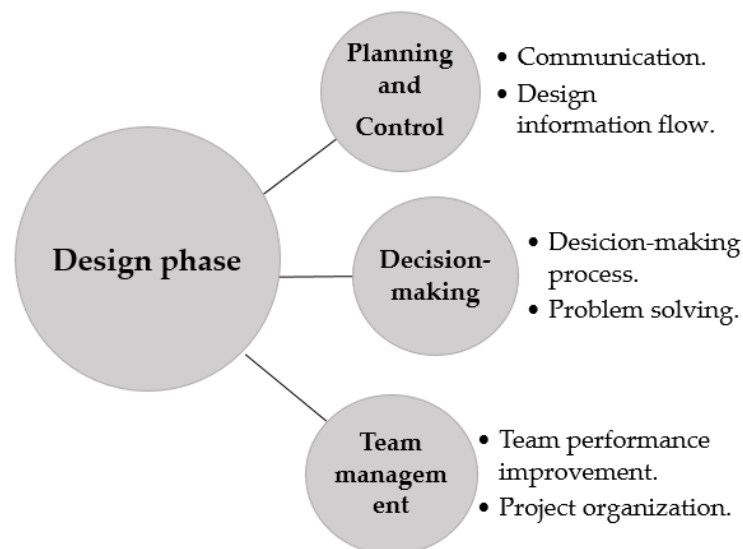 Planning
and
Control
• Communication.
• Design
information flow.
Design phase
Decision-
making
• Desicion-making
process.
• Problem solving.
Team
managem
ent
• Team performance
improvement.
• Project organization.